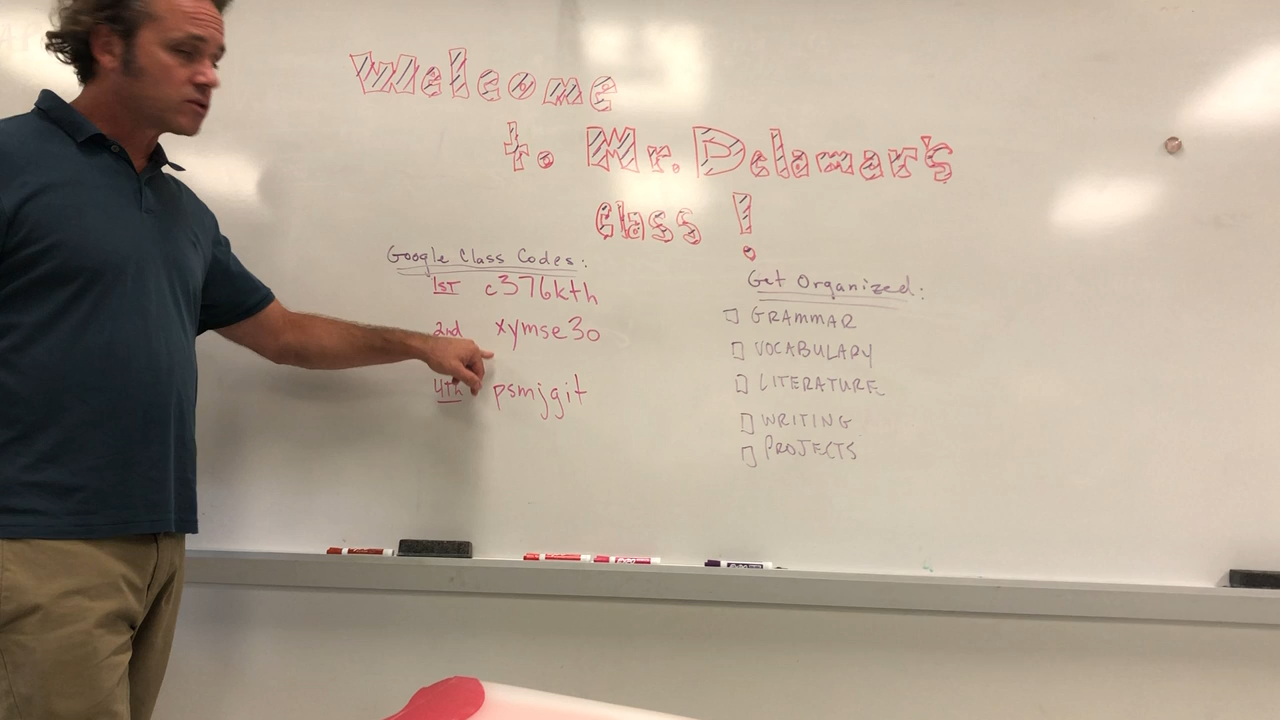 Welcome
to Mr. Delamar's
class!
Google Class Codes:
1ST c376kth
2nd xymse3o
4th psmjgit
Get Organized:
GRAMMAR
VOCABULARY
LITERATURE
WRITING
PROJECTS
EXPO